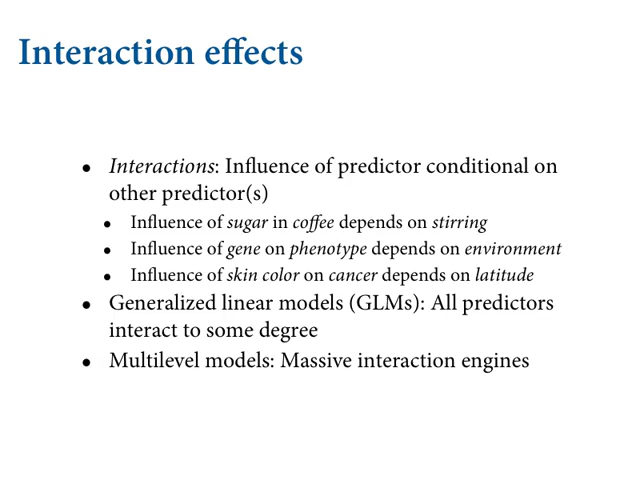 Interaction effects
• Interactions: Influence of predictor conditional on
other predictor(s)
• Influence of sugar in coffee depends on stirring
• Influence of gene on phenotype depends on environment
• Influence of skin color on cancer depends on latitude
• Generalized linear models (GLMs): All predictors
interact to some degree
• Multilevel models: Massive interaction engines